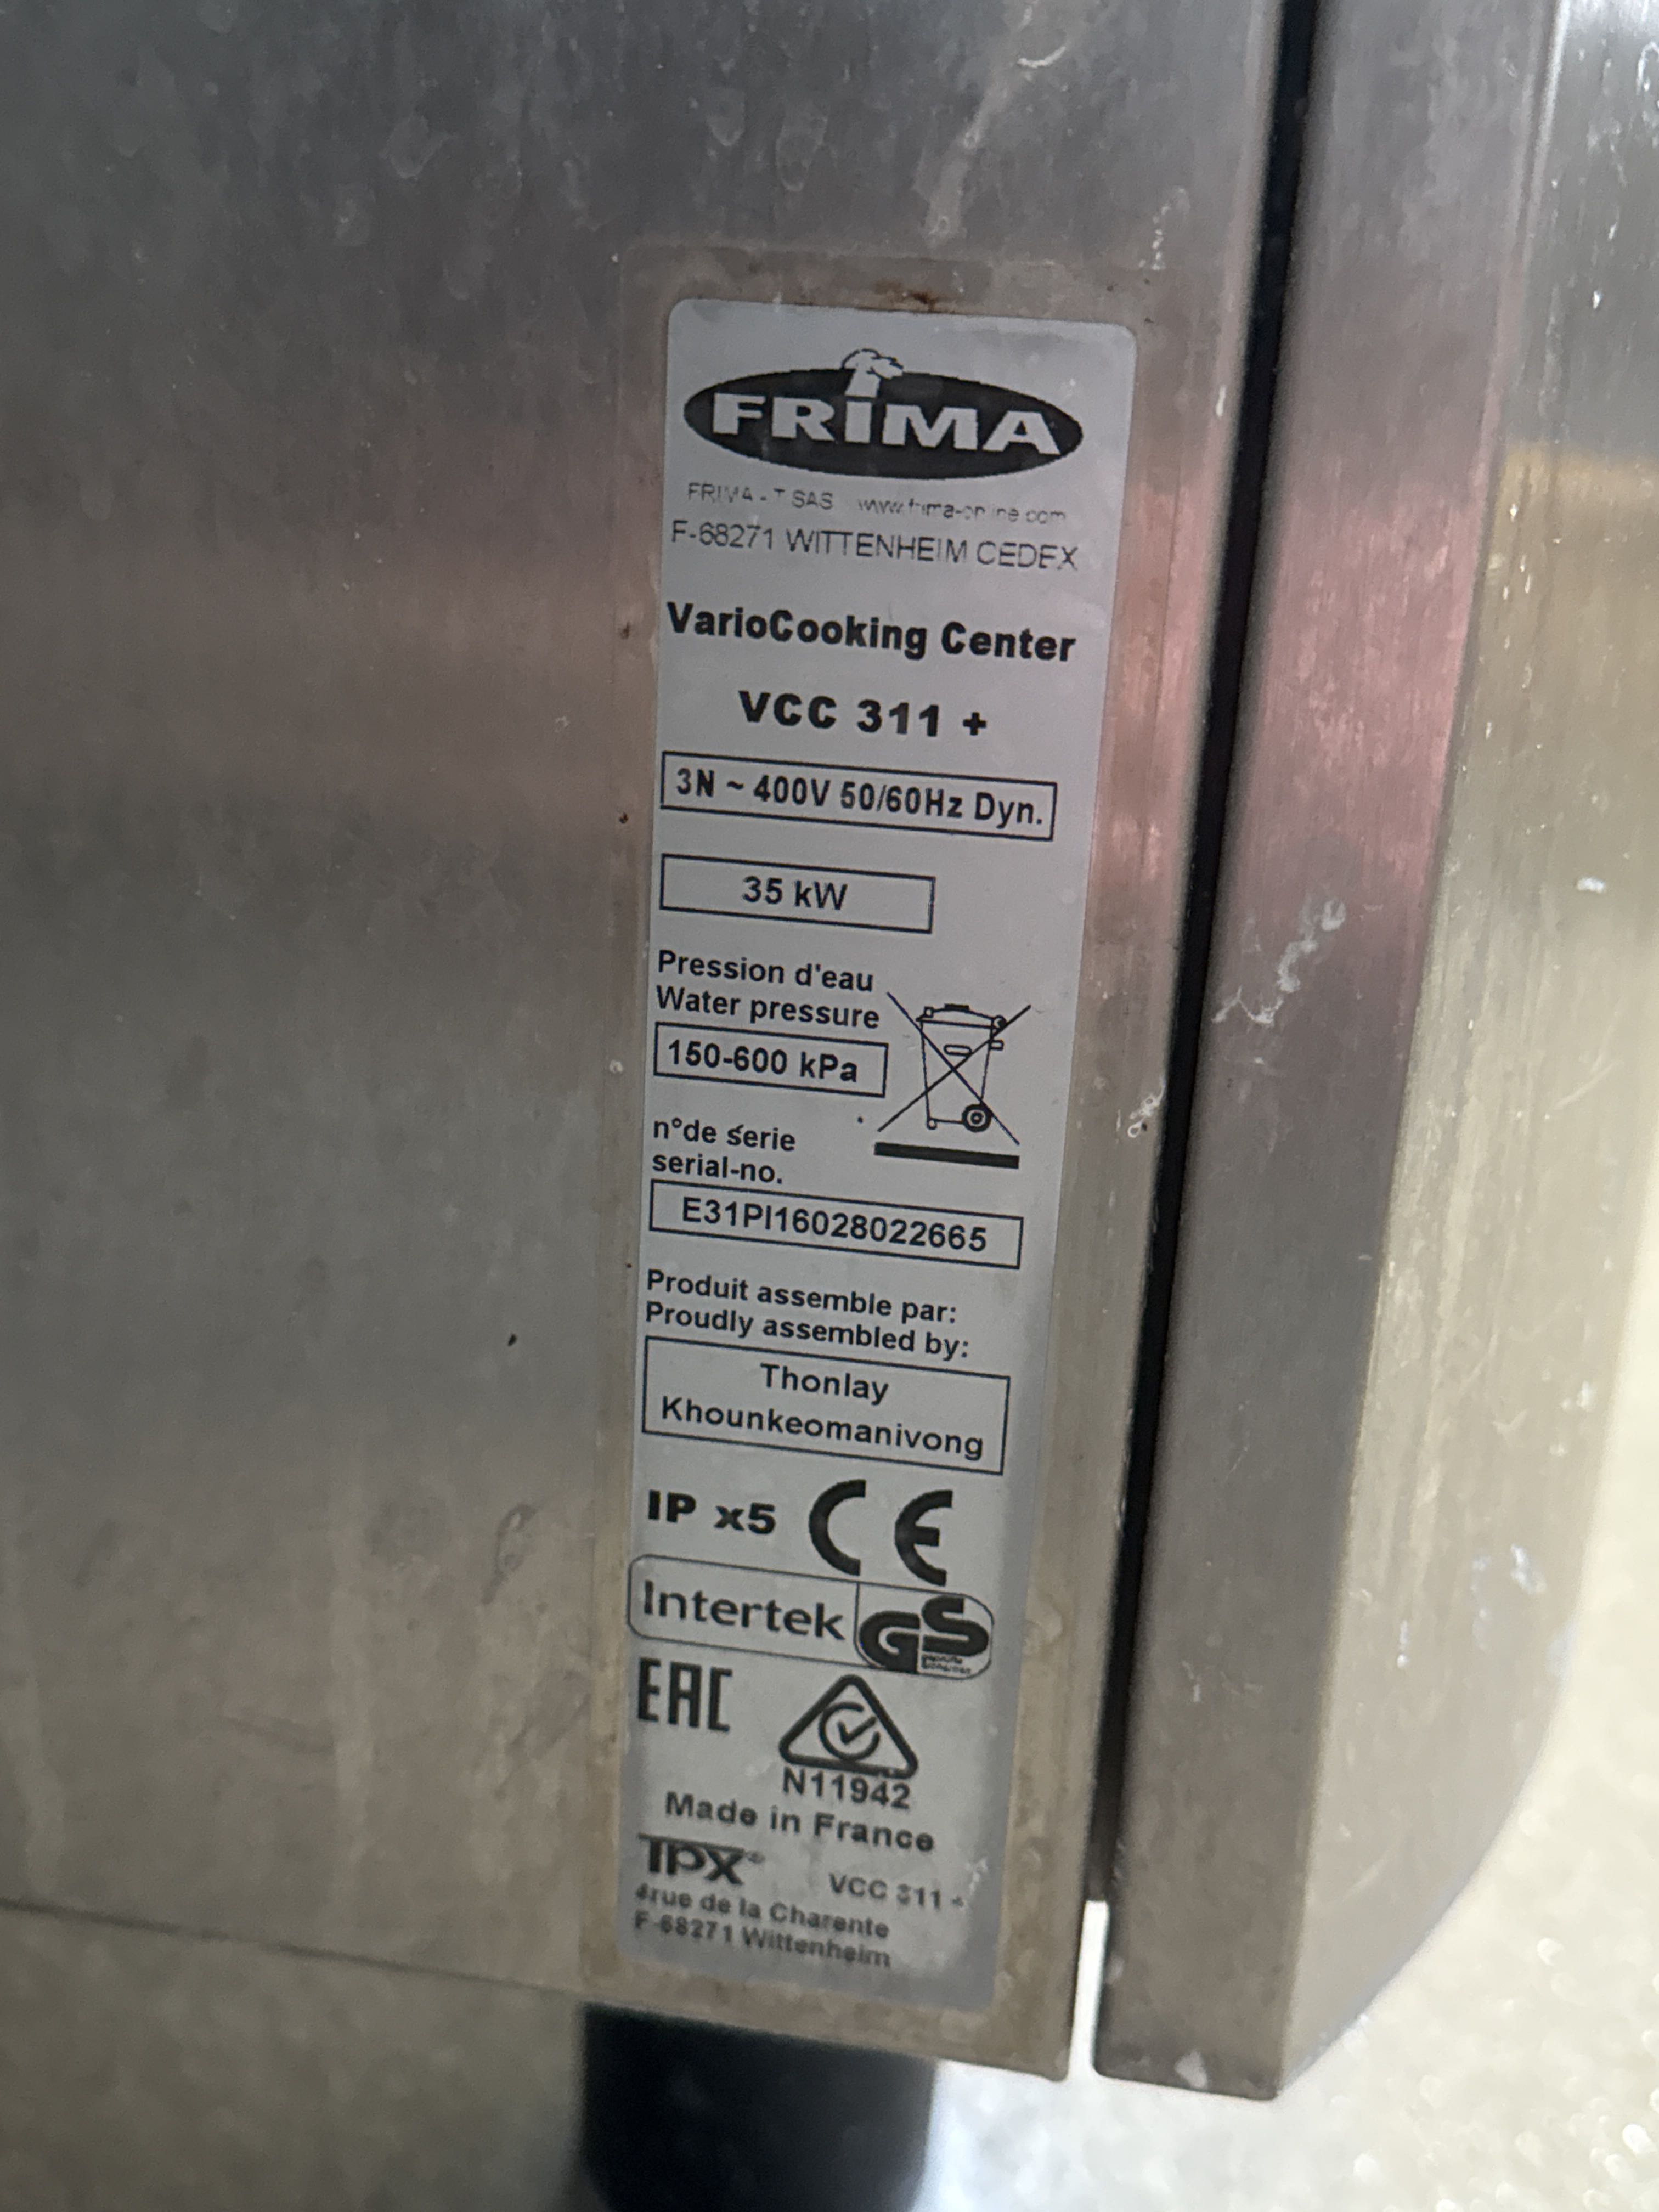 FRIMA
FRIMA - T SAS www.frima-online.com
F-68271 WITTENHEIM CEDEX
VarioCooking Center
VCC 311 +
3N ~ 400V 50/60Hz Dyn.
35 kW
Pression d'eau
Water pressure
150-600 kPa
n°de serie
serial-no.
E31PI16028022665
Produit assemble par:
Proudly assembled by:
Thonlay
Khounkeomanivong
IP x5 CE
Intertek GS
EAC
N11942
Made in France
TPX
VCC 311 +
4rue de la Charente
F-68271 Wittenheim